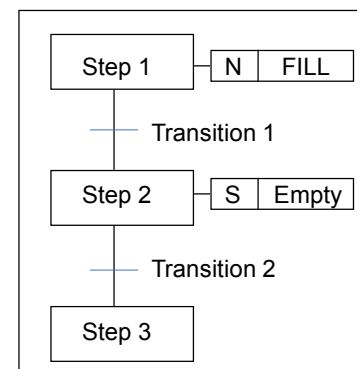 Step 1 N FILL
Transition 1
Step 2 S Empty
Transition 2
Step 3